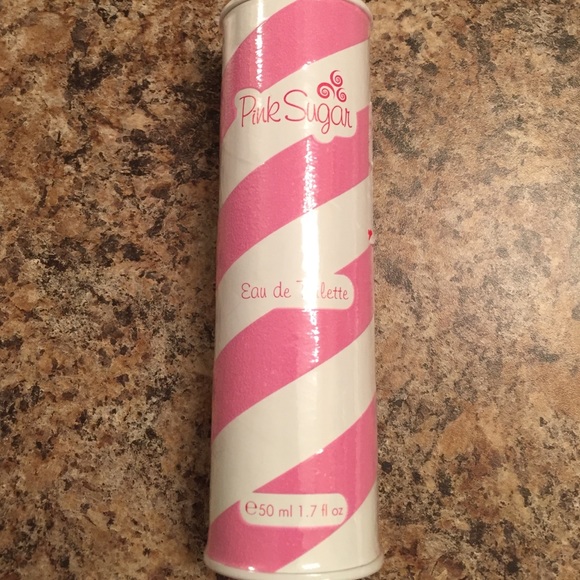 Pink Sugar
Eau de Toilette
℮50 ml 1.7 fl oz